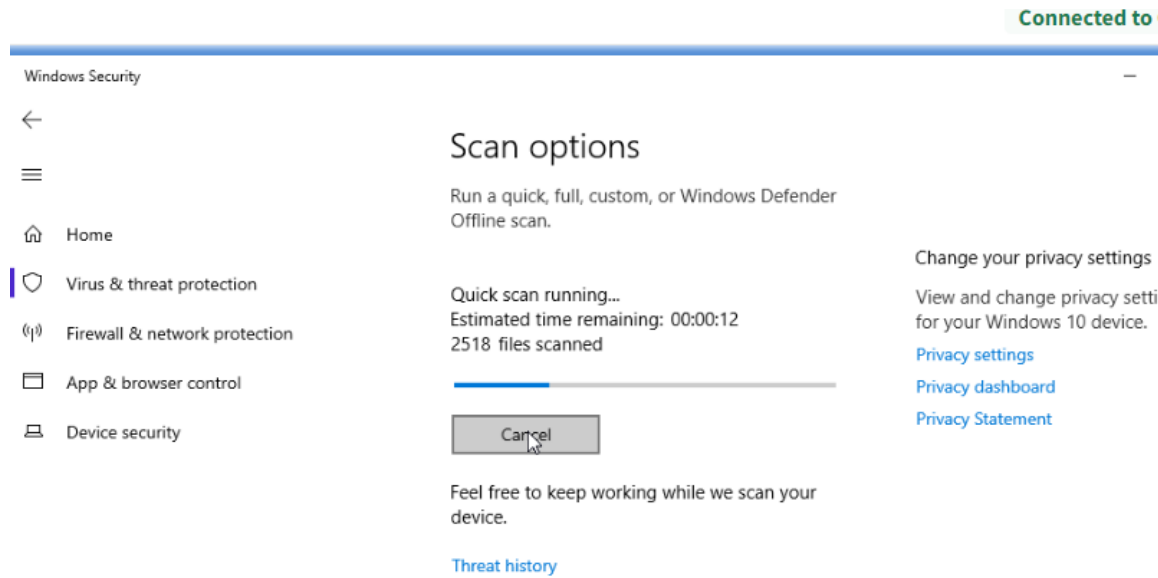 Connected to
Windows Security
Home
Virus & threat protection
Firewall & network protection
App & browser control
Device security
Scan options
Run a quick, full, custom, or Windows Defender
Offline scan.
Quick scan running...
Estimated time remaining: 00:00:12
2518 files scanned
Cancel
Feel free to keep working while we scan your
device.
Threat history
Change your privacy settings
View and change privacy setti
for your Windows 10 device.
Privacy settings
Privacy dashboard
Privacy Statement